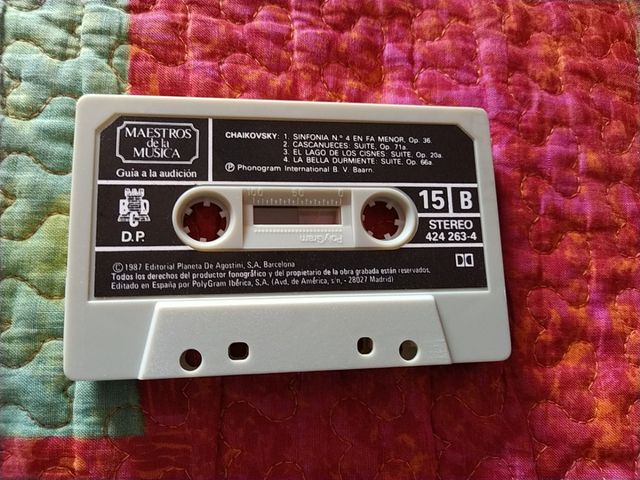 MAESTROS
de la
MUSICA
Guía a la audición
CHAIKOVSKY: 1. SINFONIA N.º 4 EN FA MENOR, Op. 36.
2. CASCANUECES: SUITE, Op. 71a
3. EL LAGO DE LOS CISNES: SUITE, Op. 20a.
4. LA BELLA DURMIENTE: SUITE, Op. 66a.
Ⓟ Phonogram International B. V. Baarn.
B D
C
D.P.
100 50 0
PolyGram
15 B
STEREO
424 263-4
© 1987 Editorial Planeta De Agostini, S.A. Barcelona
Todos los derechos del productor fonográfico y del propietario de la obra grabada están reservados.
Editado en España por PolyGram Ibérica, S.A. (Avd. de América, s/n, - 28027 Madrid)